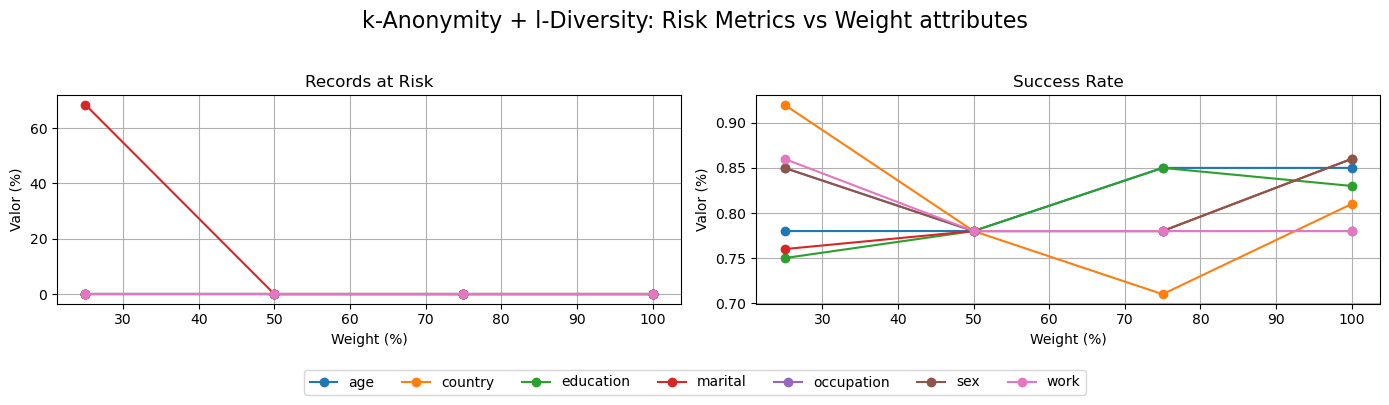 k-Anonymity + l-Diversity: Risk Metrics vs Weight attributes
Records at Risk
Valor (%)
60
40
20
0
30 40 50 60 70 80 90 100
Weight (%)
Success Rate
Valor (%)
0.90
0.85
0.80
0.75
0.70
30 40 50 60 70 80 90 100
Weight (%)
age country education marital occupation sex work